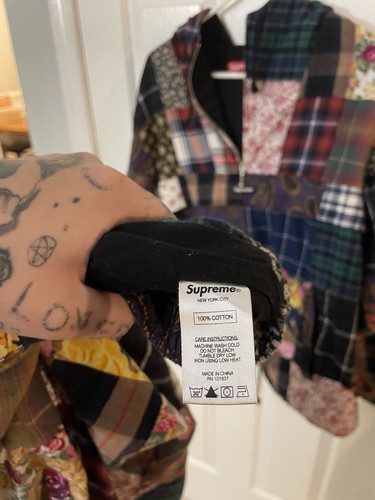 Supreme®
NEW YORK CITY
100% COTTON
CARE INSTRUCTIONS:
MACHINE WASH COLD
DO NOT BLEACH
TUMBLE DRY LOW
IRON USING LOW HEAT
MADE IN CHINA
RN 101837